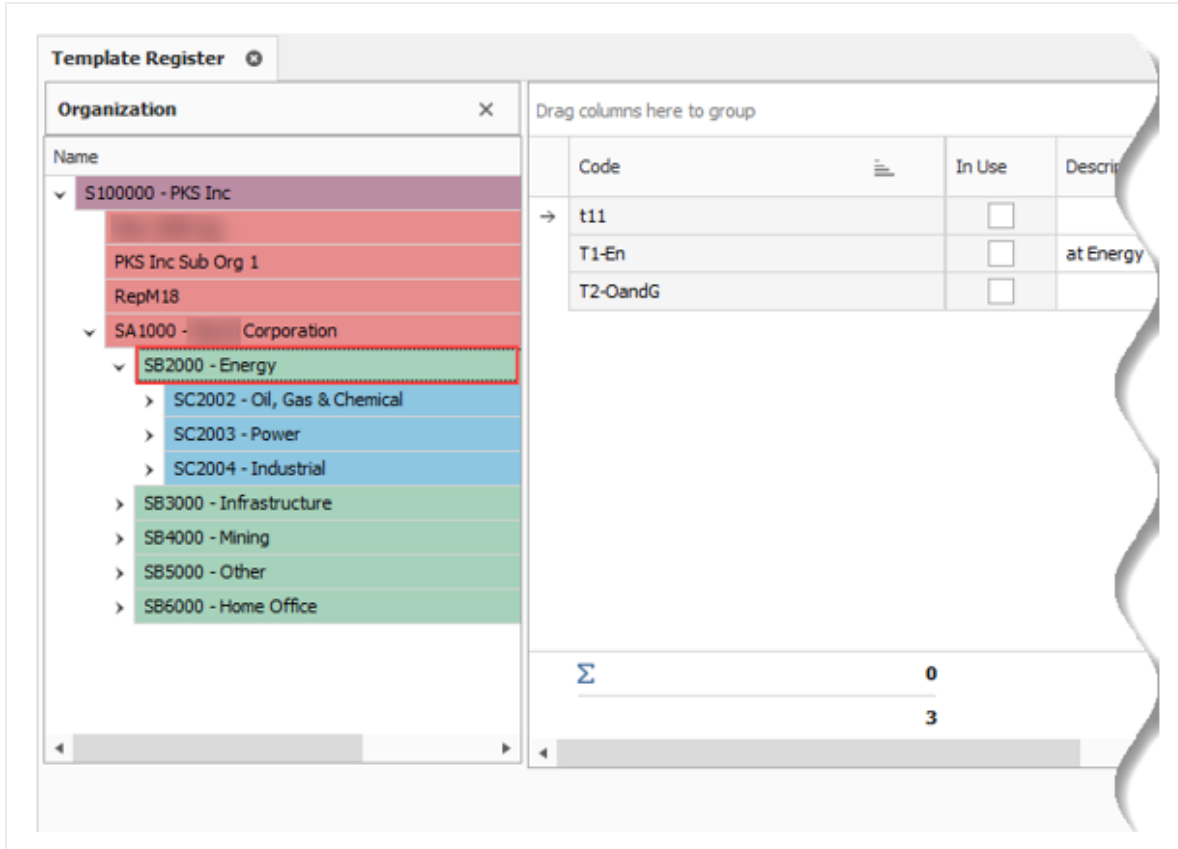 Template Register
Organization
Name
S100000 - PKS Inc
PKS Inc Sub Org 1
RepM18
SA1000 - Corporation
SB2000 - Energy
SC2002 - Oil, Gas & Chemical
SC2003 - Power
SC2004 - Industrial
SB3000 - Infrastructure
SB4000 - Mining
SB5000 - Other
SB6000 - Home Office
Drag columns here to group
Code In Use
t11
T1-En at Energy
T2-OandG
Σ 0
3